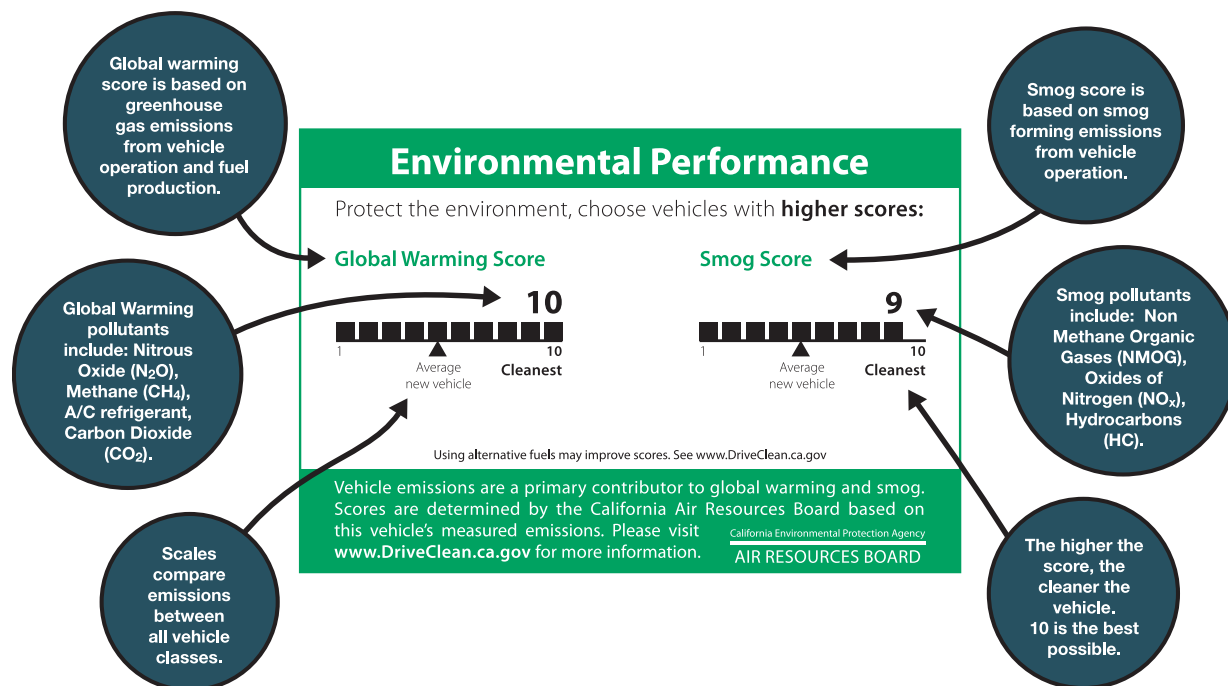 Global warming
score is based on
greenhouse
gas emissions
from vehicle
operation and fuel
production.
Smog score is
based on smog
forming emissions
from vehicle
operation.
Environmental Performance
Protect the environment, choose vehicles with higher scores:
Global Warming Score
10
1
10
Average
new vehicle
Cleanest
Smog Score
9
1
10
Average
new vehicle
Cleanest
Global Warming
pollutants
include: Nitrous
Oxide (N₂O),
Methane (CH₄),
A/C refrigerant,
Carbon Dioxide
(CO₂).
Smog pollutants
include: Non
Methane Organic
Gases (NMOG),
Oxides of
Nitrogen (NOₓ),
Hydrocarbons
(HC).
Using alternative fuels may improve scores. See www.DriveClean.ca.gov
Vehicle emissions are a primary contributor to global warming and smog.
Scores are determined by the California Air Resources Board based on
this vehicle's measured emissions. Please visit
www.DriveClean.ca.gov for more information.
California Environmental Protection Agency
AIR RESOURCES BOARD
Scales
compare
emissions
between
all vehicle
classes.
The higher the
score, the
cleaner the
vehicle.
10 is the best
possible.